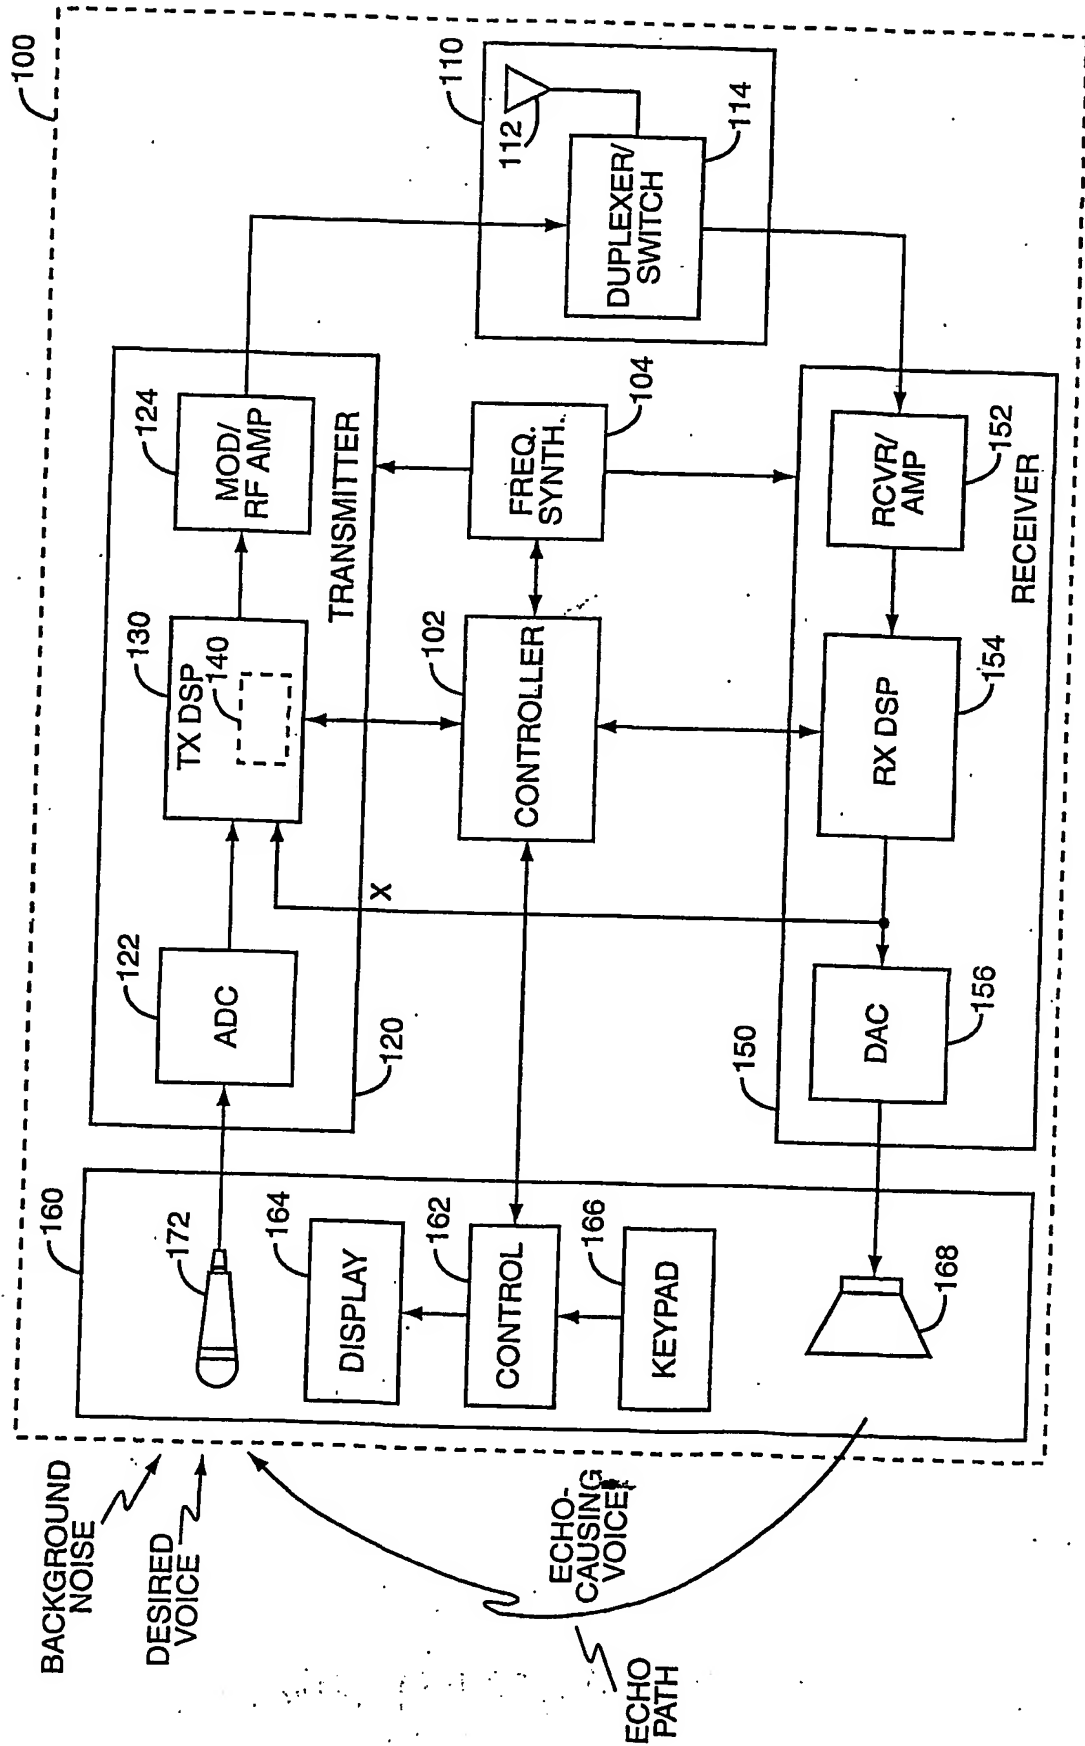 100
BACKGROUND
NOISE
DESIRED
VOICE
ECHO
PATH
ECHO-
CAUSING
VOICE
160
172
164
DISPLAY
162
CONTROL
166
KEYPAD
168
122
ADC
120
130
TX DSP
140
124
MOD/
RF AMP
TRANSMITTER
X
102
CONTROLLER
104
FREQ.
SYNTH.
110
112
DUPLEXER/
SWITCH
114
150
DAC
156
RX DSP
154
RCVR/
AMP
152
RECEIVER